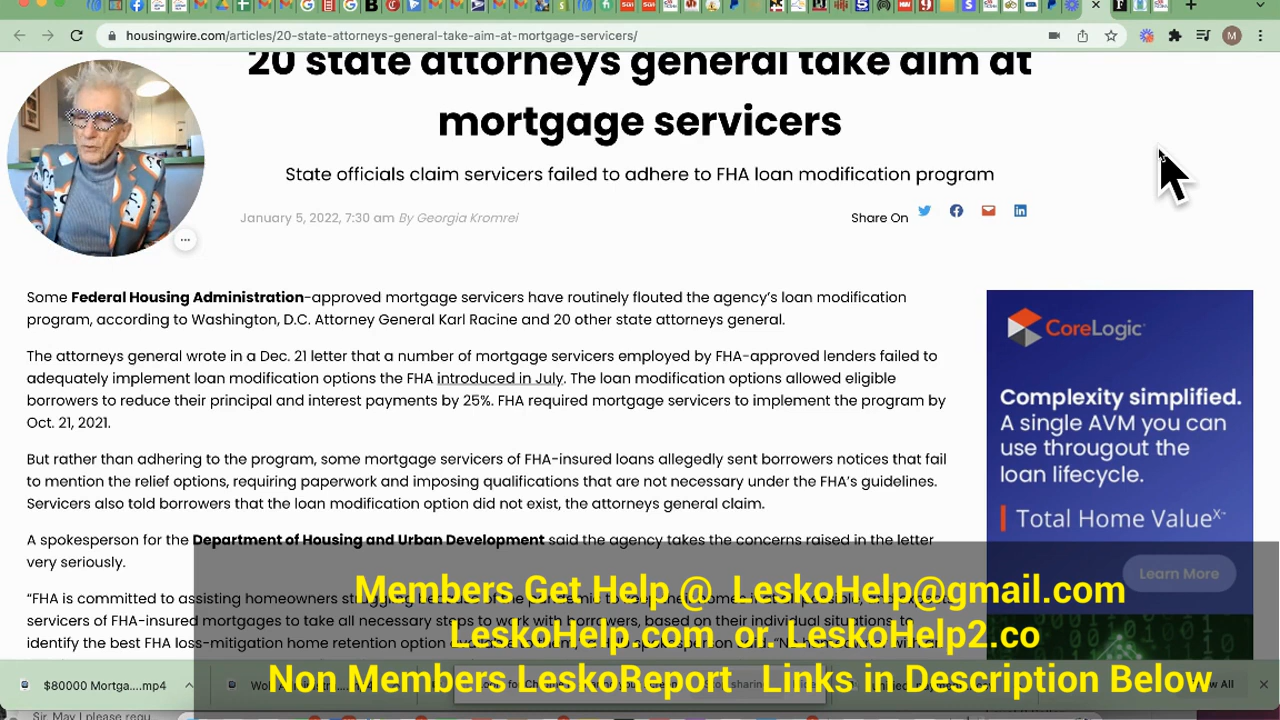 housingwire.com/articles/20-state-attorneys-general-take-aim-at-mortgage-servicers/
M
20 state attorneys general take aim at
mortgage servicers
State officials claim servicers failed to adhere to FHA loan modification program
January 5, 2022, 7:30 am By Georgia Kromrei
Share On
Some Federal Housing Administration-approved mortgage servicers have routinely flouted the agency's loan modification
program, according to Washington, D.C. Attorney General Karl Racine and 20 other state attorneys general.
The attorneys general wrote in a Dec. 21 letter that a number of mortgage servicers employed by FHA-approved lenders failed to
adequately implement loan modification options the FHA introduced in July. The loan modification options allowed eligible
borrowers to reduce their principal and interest payments by 25%. FHA required mortgage servicers to implement the program by
Oct. 21, 2021.
But rather than adhering to the program, some mortgage servicers of FHA-insured loans allegedly sent borrowers notices that fail
to mention the relief options, requiring paperwork and imposing qualifications that are not necessary under the FHA's guidelines.
Servicers also told borrowers that the loan modification option did not exist, the attorneys general claim.
A spokesperson for the Department of Housing and Urban Development said the agency takes the concerns raised in the letter
very seriously.
"FHA is committed to assisting homeowners
servicers of FHA-insured mortgages to take all necessary steps to work with borrowers, based on their individual situations, to
identify the best FHA loss-mitigation home retention option
CoreLogic
Complexity simplified.
A single AVM you can
use througout the
loan lifecycle.
Total Home Value X
Learn More
Members Get Help @ LeskoHelp@gmail.com
LeskoHelp.com or. LeskoHelp2.co
Non Members LeskoReport Links in Description Below
$80000 Mortga....mp4
Sir, May I please requ